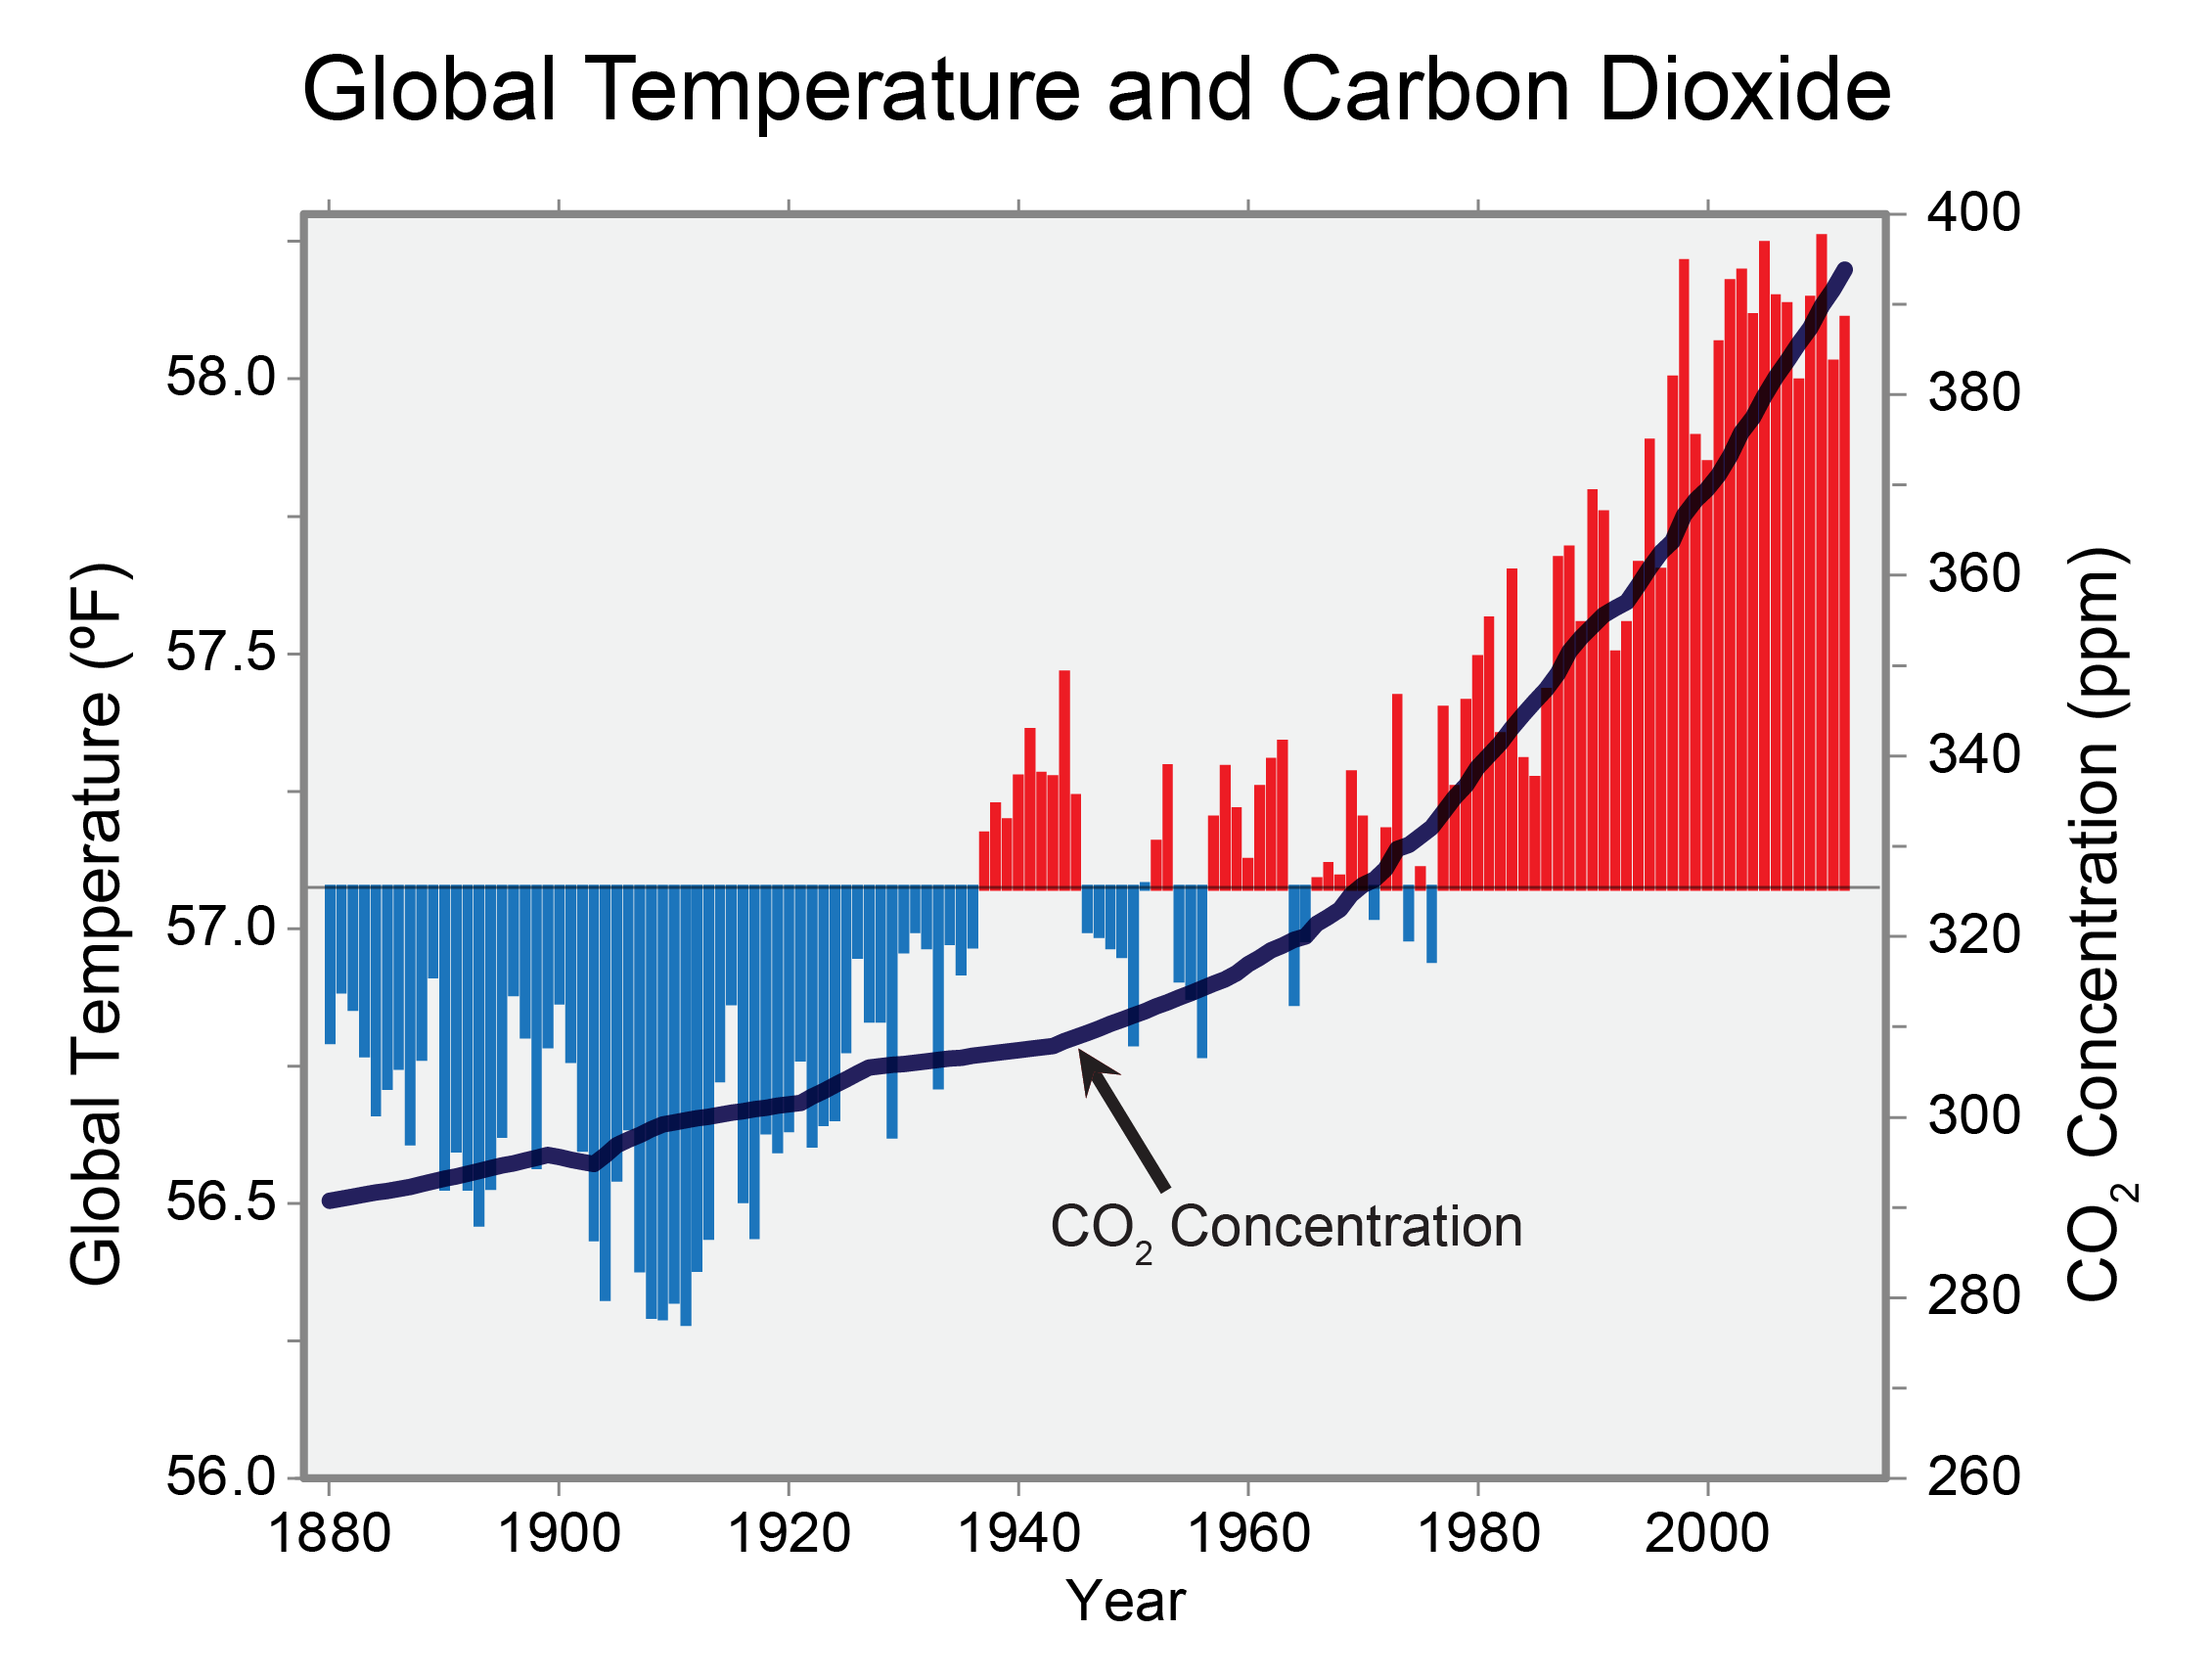 Global Temperature and Carbon Dioxide
Global Temperature (ºF)
58.0
57.5
57.0
56.5
56.0
400
380
360
340
320
300
280
260
CO₂ Concentration (ppm)
CO₂ Concentration
1880 1900 1920 1940 1960 1980 2000
Year